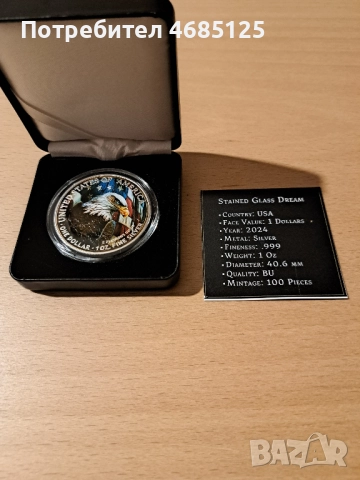 Потребител 4685125
UNITED STATES OF AMERICA
ONE DOLLAR · 1 OZ. FINE SILVER
STAINED GLASS DREAM
• COUNTRY: USA
• FACE VALUE: 1 DOLLARS
• YEAR: 2024
• METAL: SILVER
• FINENESS: .999
• WEIGHT: 1 OZ
• DIAMETER: 40.6 MM
• QUALITY: BU
• MINTAGE: 100 PIECES
BAZAR